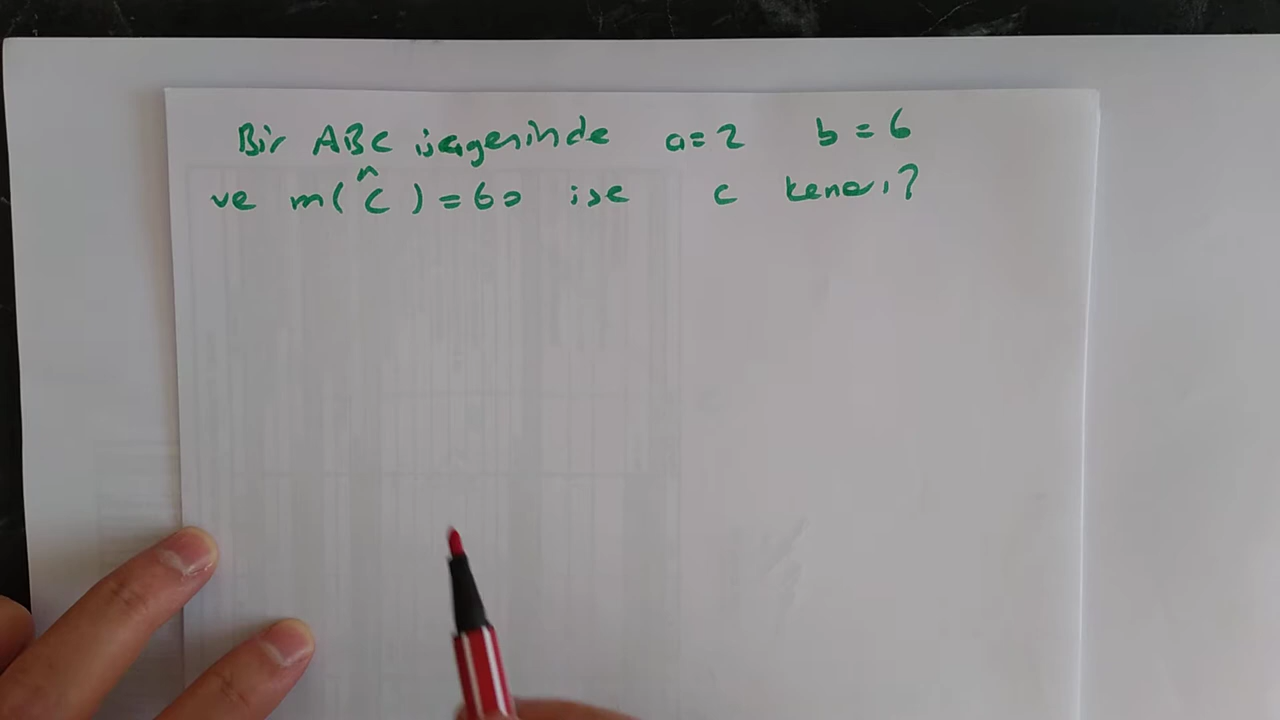 Bir ABC üçgeninde a=2 b=6
ve m(Ĉ)=60 ise c kenarı?